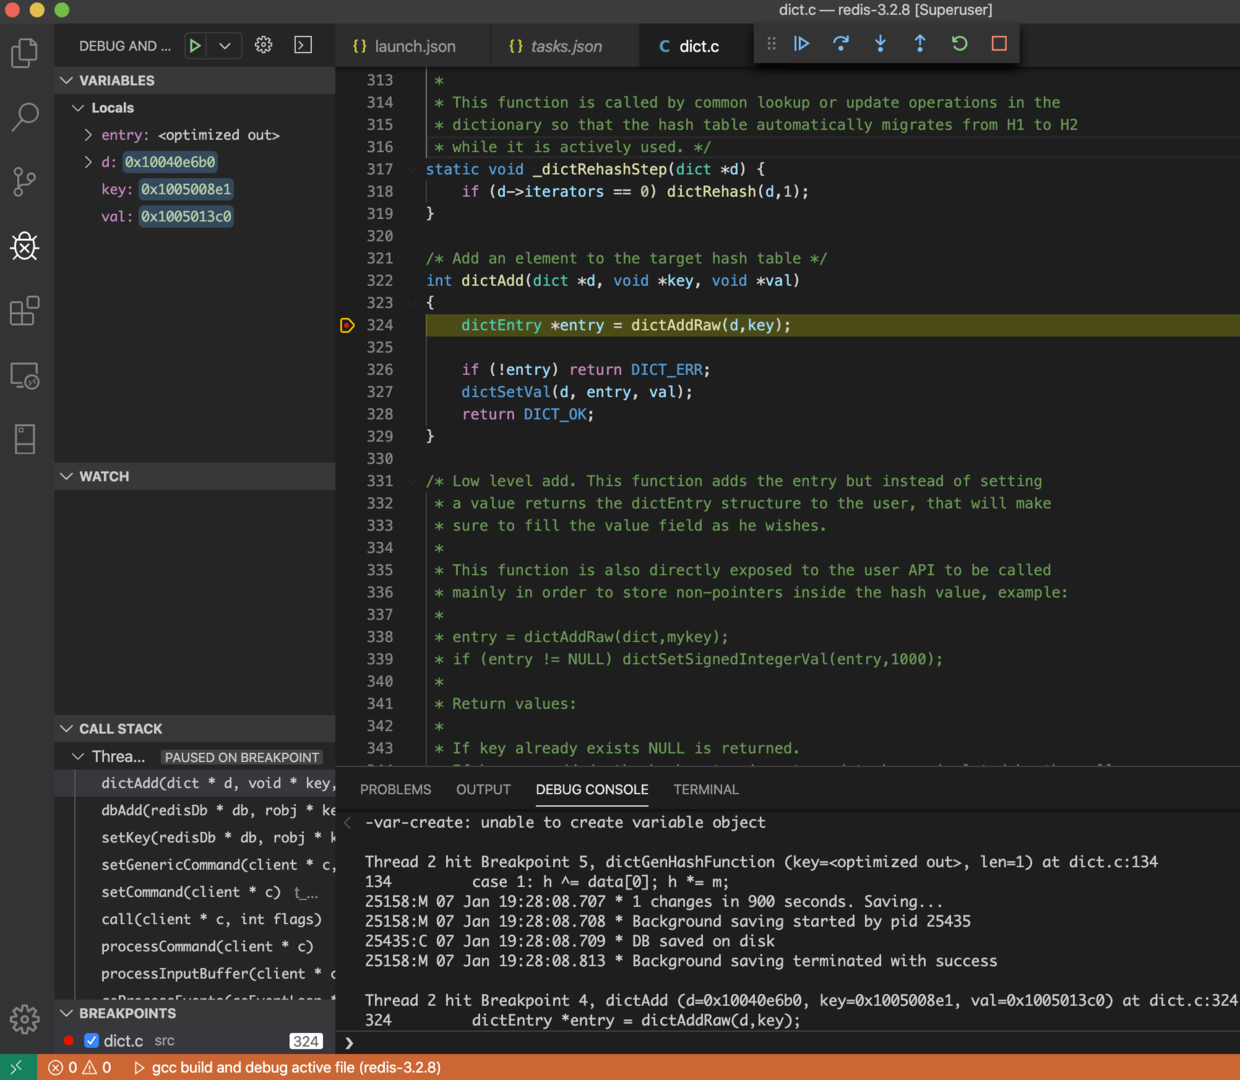 dict.c — redis-3.2.8 [Superuser]
DEBUG AND ...
{} launch.json
{} tasks.json
C dict.c
VARIABLES
Locals
entry: <optimized out>
d: 0x10040e6b0
key: 0x1005008e1
val: 0x1005013c0
WATCH
CALL STACK
Threa... PAUSED ON BREAKPOINT
dictAdd(dict * d, void * key,
dbAdd(redisDb * db, robj * ke
setKey(redisDb * db, robj * k
setGenericCommand(client * c,
setCommand(client * c) t_...
call(client * c, int flags)
processCommand(client * c)
processInputBuffer(client * c
BREAKPOINTS
dict.c src 324
313 *
314 * This function is called by common lookup or update operations in the
315 * dictionary so that the hash table automatically migrates from H1 to H2
316 * while it is actively used. */
317 static void _dictRehashStep(dict *d) {
318 if (d->iterators == 0) dictRehash(d,1);
319 }
320
321 /* Add an element to the target hash table */
322 int dictAdd(dict *d, void *key, void *val)
323 {
324 dictEntry *entry = dictAddRaw(d,key);
325
326 if (!entry) return DICT_ERR;
327 dictSetVal(d, entry, val);
328 return DICT_OK;
329 }
330
331 /* Low level add. This function adds the entry but instead of setting
332 * a value returns the dictEntry structure to the user, that will make
333 * sure to fill the value field as he wishes.
334 *
335 * This function is also directly exposed to the user API to be called
336 * mainly in order to store non-pointers inside the hash value, example:
337 *
338 * entry = dictAddRaw(dict,mykey);
339 * if (entry != NULL) dictSetSignedIntegerVal(entry,1000);
340 *
341 * Return values:
342 *
343 * If key already exists NULL is returned.
PROBLEMS OUTPUT DEBUG CONSOLE TERMINAL
-var-create: unable to create variable object
Thread 2 hit Breakpoint 5, dictGenHashFunction (key=<optimized out>, len=1) at dict.c:134
134 case 1: h ^= data[0]; h *= m;
25158:M 07 Jan 19:28:08.707 * 1 changes in 900 seconds. Saving...
25158:M 07 Jan 19:28:08.708 * Background saving started by pid 25435
25435:C 07 Jan 19:28:08.709 * DB saved on disk
25158:M 07 Jan 19:28:08.813 * Background saving terminated with success
Thread 2 hit Breakpoint 4, dictAdd (d=0x10040e6b0, key=0x1005008e1, val=0x1005013c0) at dict.c:324
324 dictEntry *entry = dictAddRaw(d,key);
0 0 gcc build and debug active file (redis-3.2.8)